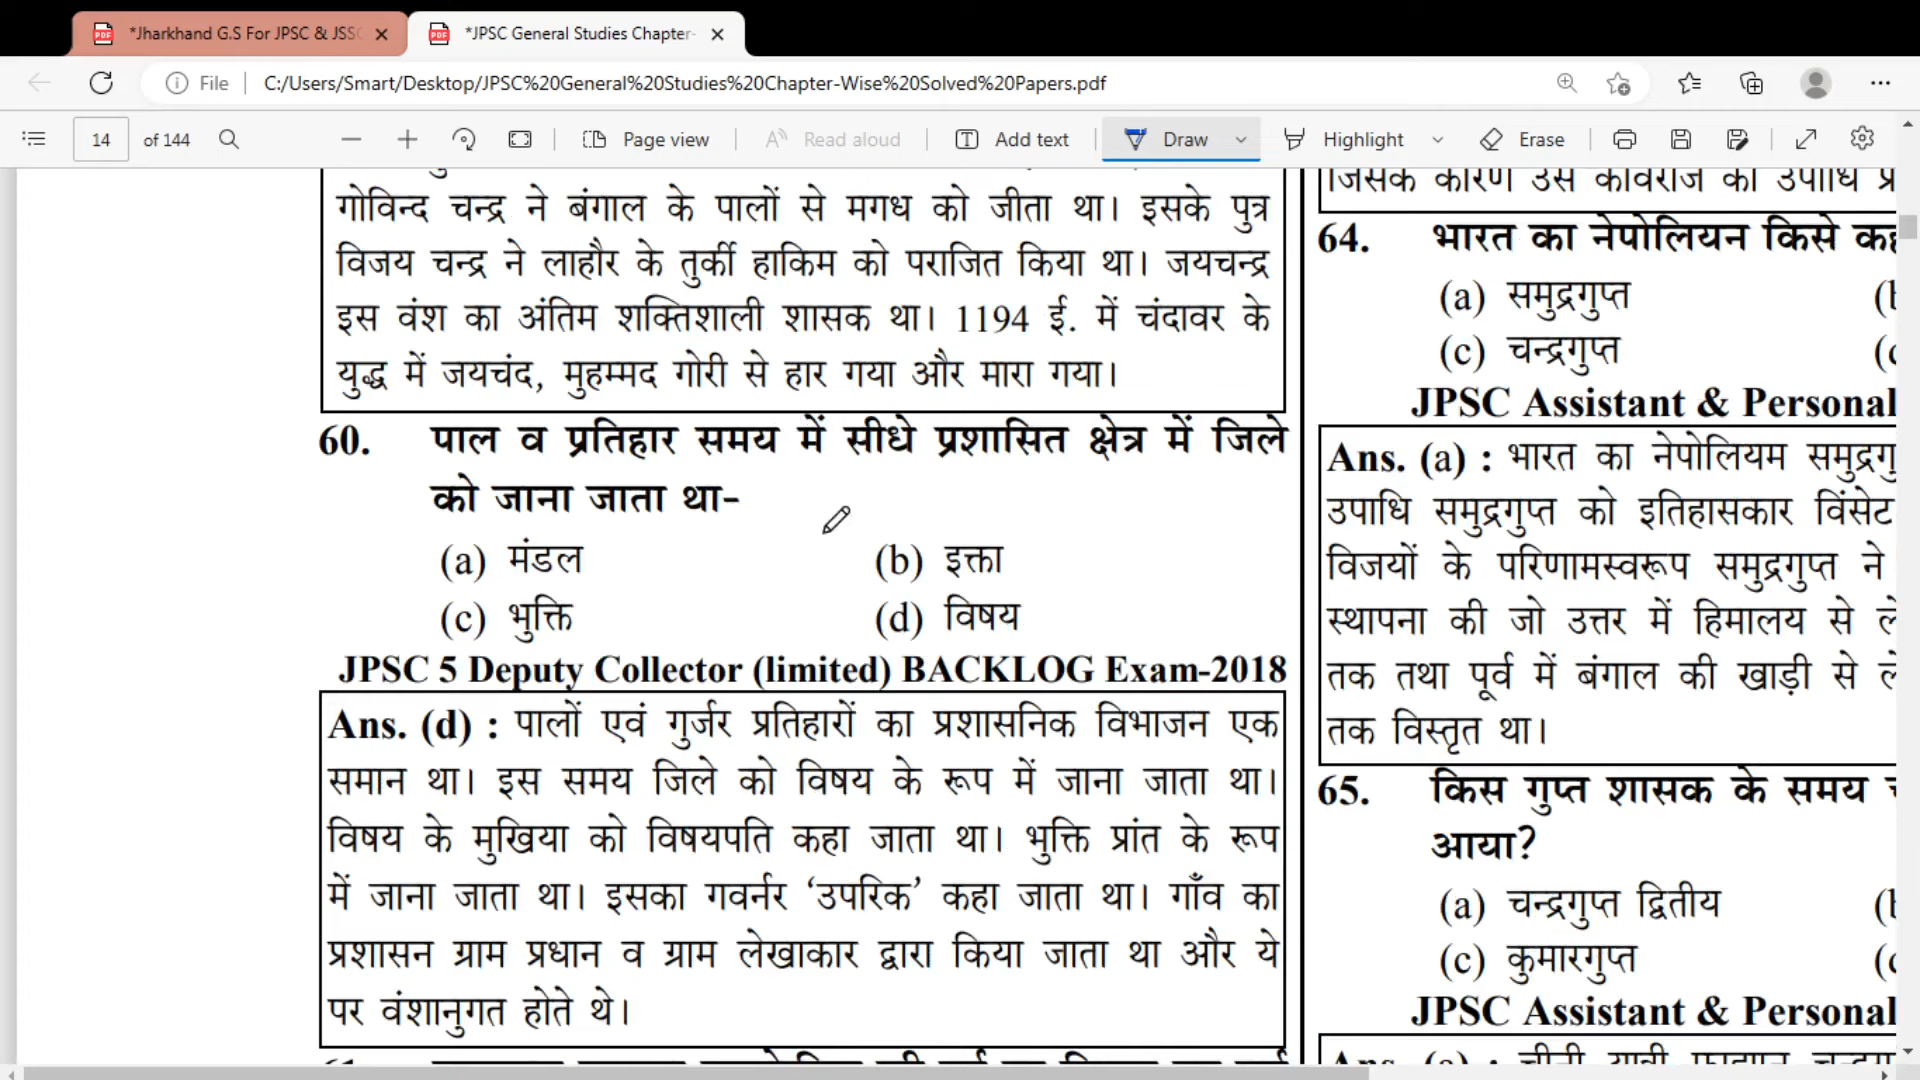 *Jharkhand G.S For JPSC & JSSC
*JPSC General Studies Chapter-
File
C:/Users/Smart/Desktop/JPSC%20General%20Studies%20Chapter-Wise%20Solved%20Papers.pdf
14 of 144 Page view Read aloud Add text Draw Highlight Erase
गोविन्द चन्द्र ने बंगाल के पालों से मगध को जीता था। इसके पुत्र
विजय चन्द्र ने लाहौर के तुर्की हाकिम को पराजित किया था। जयचन्द्र
इस वंश का अंतिम शक्तिशाली शासक था। 1194 ई. में चंदावर के
युद्ध में जयचंद, मुहम्मद गोरी से हार गया और मारा गया।
60. पाल व प्रतिहार समय में सीधे प्रशासित क्षेत्र में जिले
को जाना जाता था-
(a) मंडल (b) इक्ता
(c) भुक्ति (d) विषय
JPSC 5 Deputy Collector (limited) BACKLOG Exam-2018
Ans. (d) : पालों एवं गुर्जर प्रतिहारों का प्रशासनिक विभाजन एक
समान था। इस समय जिले को विषय के रूप में जाना जाता था।
विषय के मुखिया को विषयपति कहा जाता था। भुक्ति प्रांत के रूप
में जाना जाता था। इसका गवर्नर ‘उपरिक’ कहा जाता था। गाँव का
प्रशासन ग्राम प्रधान व ग्राम लेखाकार द्वारा किया जाता था और ये
पर वंशानुगत होते थे।
जिसके कारण उसे कविराज की उपाधि
64. भारत का नेपोलियन किसे
(a) समुद्रगुप्त
(c) चन्द्रगुप्त
JPSC Assistant & Personal
Ans. (a) : भारत का नेपोलियम
उपाधि समुद्रगुप्त को इतिहासकार विंसेट
विजयों के परिणामस्वरूप समुद्रगुप्त ने
स्थापना की जो उत्तर में हिमालय से
तक तथा पूर्व में बंगाल की खाड़ी से
तक विस्तृत था।
65. किस गुप्त शासक के समय
आया?
(a) चन्द्रगुप्त द्वितीय
(c) कुमारगुप्त
JPSC Assistant & Personal